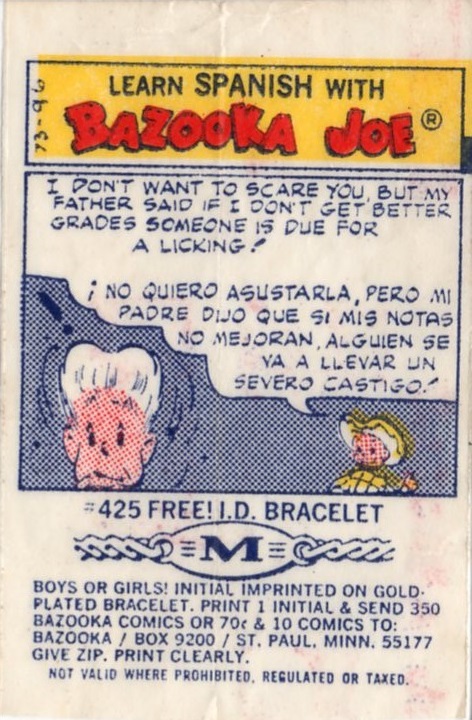 73-96
LEARN SPANISH WITH
BAZOOKA JOE®
I DON'T WANT TO SCARE YOU, BUT MY
FATHER SAID IF I DON'T GET BETTER
GRADES SOMEONE IS DUE FOR
A LICKING!
¡NO QUIERO ASUSTARLA, PERO MI
PADRE DIJO QUE SI MIS NOTAS
NO MEJORAN, ALGUIEN SE
VA A LLEVAR UN
SEVERO CASTIGO!
#425 FREE! I.D. BRACELET
M
BOYS OR GIRLS! INITIAL IMPRINTED ON GOLD-
PLATED BRACELET. PRINT 1 INITIAL & SEND 350
BAZOOKA COMICS OR 70¢ & 10 COMICS TO:
BAZOOKA / BOX 9200 / ST. PAUL, MINN. 55177
GIVE ZIP. PRINT CLEARLY.
NOT VALID WHERE PROHIBITED, REGULATED OR TAXED.